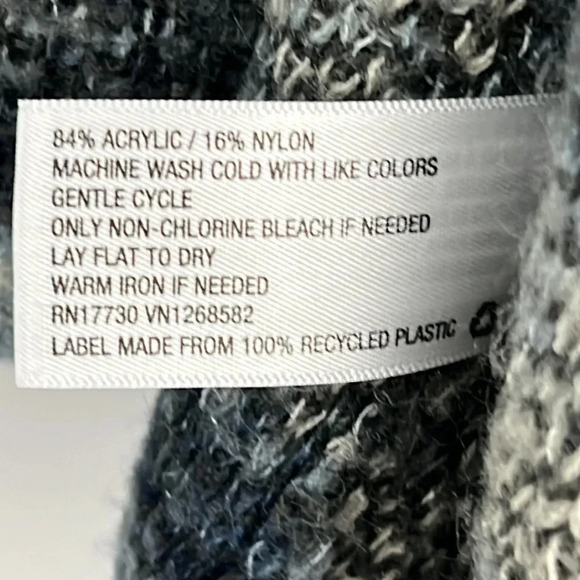 84% ACRYLIC / 16% NYLON
MACHINE WASH COLD WITH LIKE COLORS
GENTLE CYCLE
ONLY NON-CHLORINE BLEACH IF NEEDED
LAY FLAT TO DRY
WARM IRON IF NEEDED
RN17730 VN1268582
LABEL MADE FROM 100% RECYCLED PLASTIC